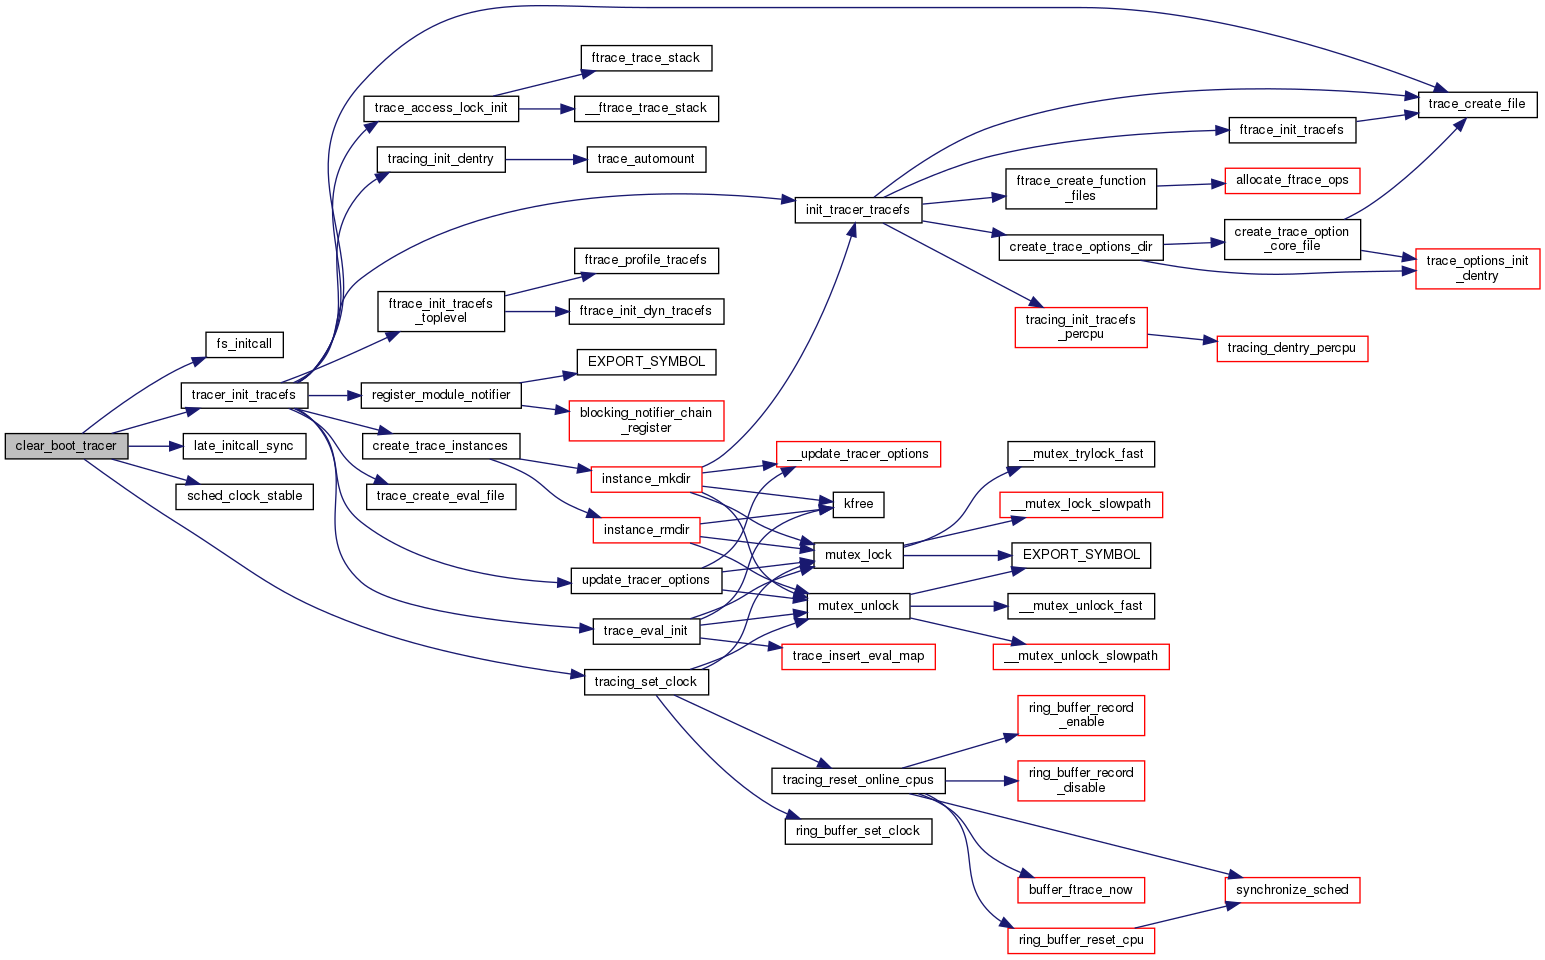 ftrace_trace_stack
trace_access_lock_init
__ftrace_trace_stack
trace_create_file
ftrace_init_tracefs
tracing_init_dentry
trace_automount
ftrace_create_function
_files
allocate_ftrace_ops
init_tracer_tracefs
create_trace_options_dir
create_trace_option
_core_file
trace_options_init
_dentry
ftrace_profile_tracefs
ftrace_init_tracefs
_toplevel
ftrace_init_dyn_tracefs
tracing_init_tracefs
_percpu
tracing_dentry_percpu
fs_initcall
EXPORT_SYMBOL
tracer_init_tracefs
register_module_notifier
blocking_notifier_chain
_register
clear_boot_tracer
late_initcall_sync
create_trace_instances
__update_tracer_options
__mutex_trylock_fast
instance_mkdir
sched_clock_stable
trace_create_eval_file
kfree
__mutex_lock_slowpath
instance_rmdir
mutex_lock
EXPORT_SYMBOL
update_tracer_options
mutex_unlock
__mutex_unlock_fast
trace_eval_init
trace_insert_eval_map
__mutex_unlock_slowpath
tracing_set_clock
ring_buffer_record
_enable
tracing_reset_online_cpus
ring_buffer_record
_disable
ring_buffer_set_clock
buffer_ftrace_now
synchronize_sched
ring_buffer_reset_cpu